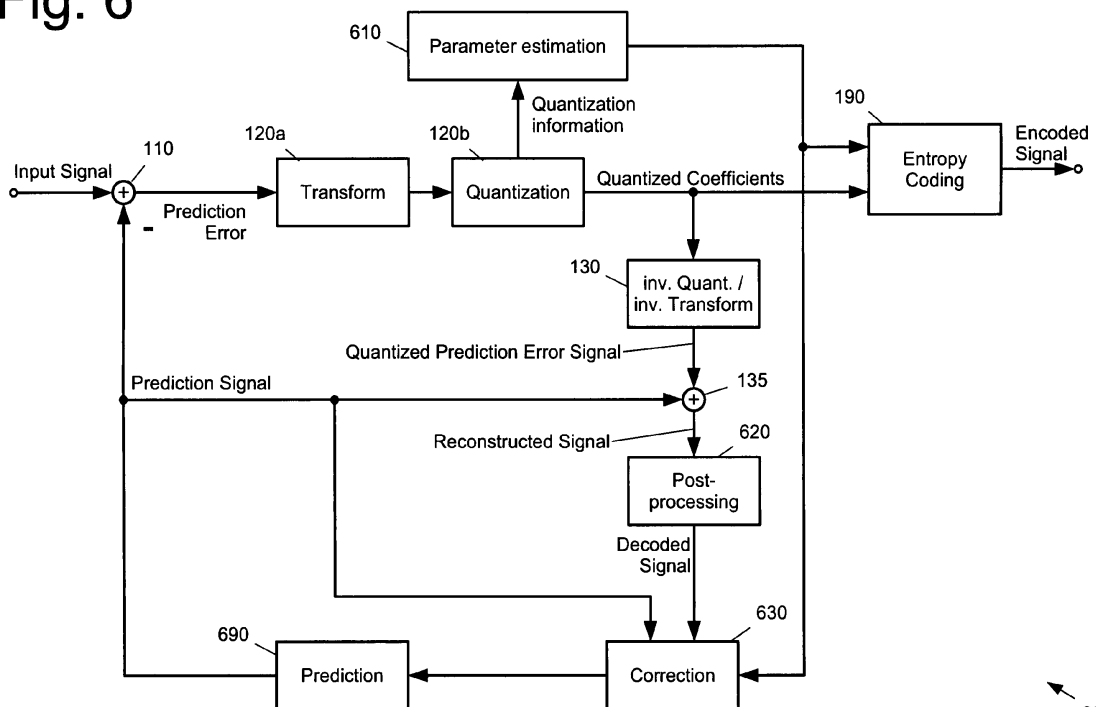 Fig. 6
610
Parameter estimation
Quantization
information
190
110
120a
120b
Input Signal
+
-
Prediction
Error
Transform
Quantization
Quantized Coefficients
Entropy
Coding
Encoded
Signal
130
inv. Quant. /
inv. Transform
Quantized Prediction Error Signal
Prediction Signal
+
135
Reconstructed Signal
620
Post-
processing
Decoded
Signal
690
630
Prediction
Correction